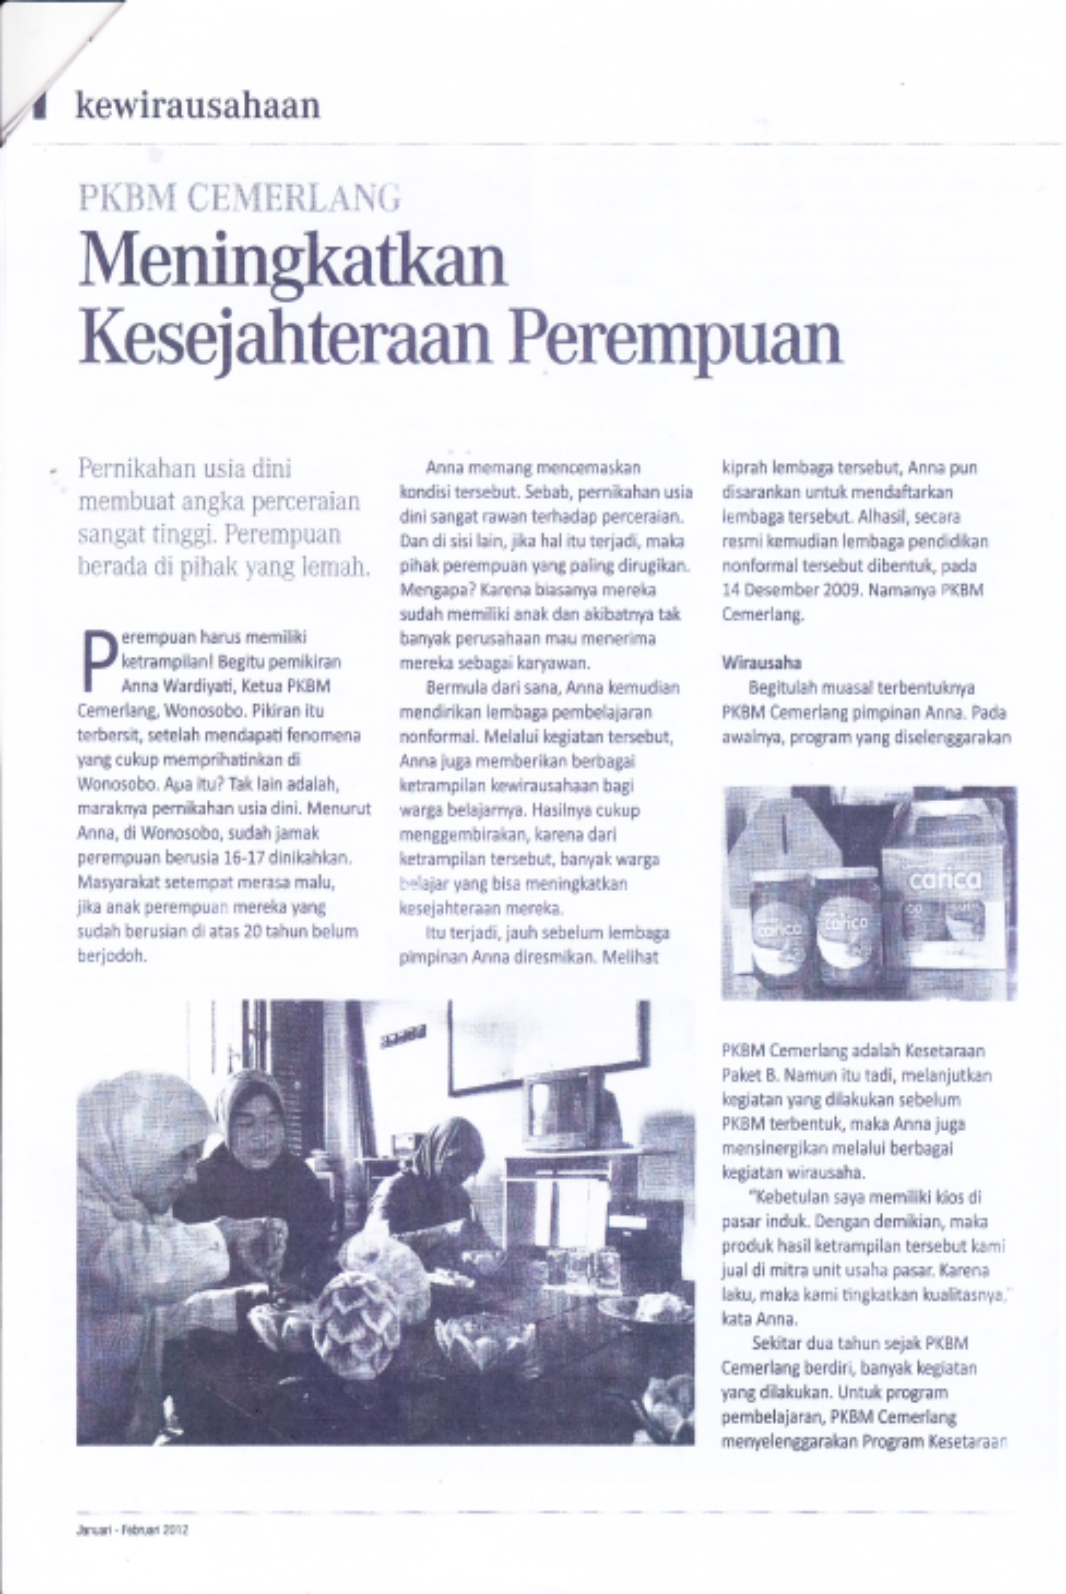 kewirausahaan
PKBM CEMERLANG
Meningkatkan
Kesejahteraan Perempuan
Pernikahan usia dini
membuat angka perceraian
sangat tinggi. Perempuan
berada di pihak yang lemah.
Perempuan harus memiliki
ketrampilan! Begitu pemikiran
Anna Wardiyati, Ketua PKBM
Cemerlang, Wonosobo. Pikiran itu
terbersit, setelah mendapati fenomena
yang cukup memprihatinkan di
Wonosobo. Apa itu? Tak lain adalah,
maraknya pernikahan usia dini. Menurut
Anna, di Wonosobo, sudah jamak
perempuan berusia 16-17 dinikahkan.
Masyarakat setempat merasa malu,
jika anak perempuan mereka yang
sudah berusian di atas 20 tahun belum
berjodoh.
Anna memang mencemaskan
kondisi tersebut. Sebab, pernikahan usia
dini sangat rawan terhadap perceraian.
Dan di sisi lain, jika hal itu terjadi, maka
pihak perempuan yang paling dirugikan.
Mengapa? Karena biasanya mereka
sudah memiliki anak dan akibatnya tak
banyak perusahaan mau menerima
mereka sebagai karyawan.
Bermula dari sana, Anna kemudian
mendirikan lembaga pembelajaran
nonformal. Melalui kegiatan tersebut,
Anna juga memberikan berbagai
ketrampilan kewirausahaan bagi
warga belajarnya. Hasilnya cukup
menggembirakan, karena dari
ketrampilan tersebut, banyak warga
belajar yang bisa meningkatkan
kesejahteraan mereka.
Itu terjadi, jauh sebelum lembaga
pimpinan Anna diresmikan. Melihat
kiprah lembaga tersebut, Anna pun
disarankan untuk mendaftarkan
lembaga tersebut. Alhasil, secara
resmi kemudian lembaga pendidikan
nonformal tersebut dibentuk, pada
14 Desember 2009. Namanya PKBM
Cemerlang.
Wirausaha
Begitulah muasal terbentuknya
PKBM Cemerlang pimpinan Anna. Pada
awalnya, program yang diselenggarakan
carica
carica
carica
PKBM Cemerlang adalah Kesetaraan
Paket B. Namun itu tadi, melanjutkan
kegiatan yang dilakukan sebelum
PKBM terbentuk, maka Anna juga
mensinergikan melalui berbagai
kegiatan wirausaha.
"Kebetulan saya memiliki kios di
pasar induk. Dengan demikian, maka
produk hasil ketrampilan tersebut kami
jual di mitra unit usaha pasar. Karena
laku, maka kami tingkatkan kualitasnya,"
kata Anna.
Sekitar dua tahun sejak PKBM
Cemerlang berdiri, banyak kegiatan
yang dilakukan. Untuk program
pembelajaran, PKBM Cemerlang
menyelenggarakan Program Kesetaraan
Januari - Februari 2012